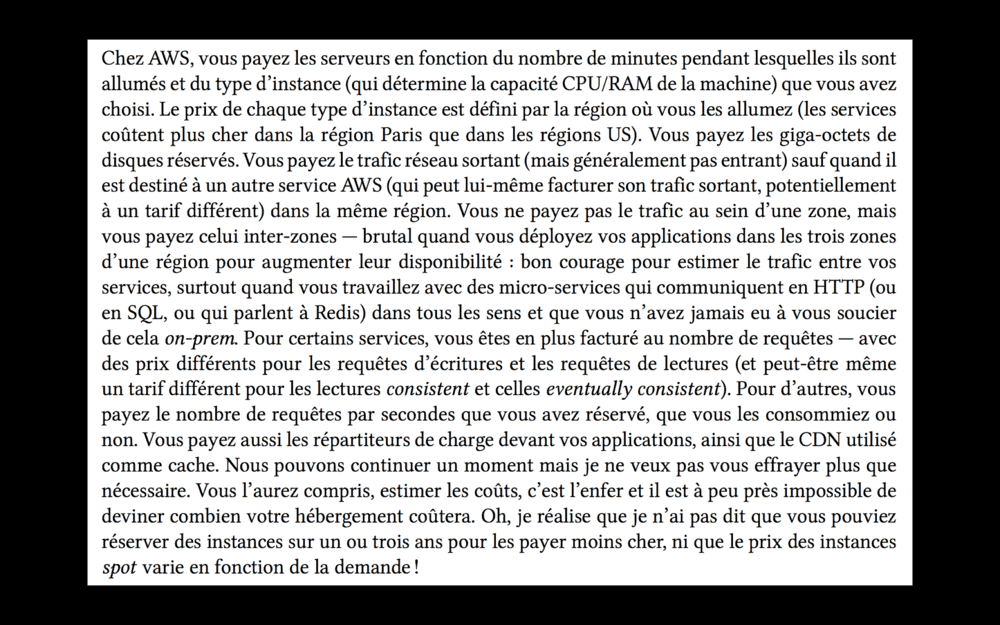 Chez AWS, vous payez les serveurs en fonction du nombre de minutes pendant lesquelles ils sont
allumés et du type d’instance (qui détermine la capacité CPU/RAM de la machine) que vous avez
choisi. Le prix de chaque type d’instance est défini par la région où vous les allumez (les services
coûtent plus cher dans la région Paris que dans les régions US). Vous payez les giga-octets de
disques réservés. Vous payez le trafic réseau sortant (mais généralement pas entrant) sauf quand il
est destiné à un autre service AWS (qui peut lui-même facturer son trafic sortant, potentiellement
à un tarif différent) dans la même région. Vous ne payez pas le trafic au sein d’une zone, mais
vous payez celui inter-zones — brutal quand vous déployez vos applications dans les trois zones
d’une région pour augmenter leur disponibilité : bon courage pour estimer le trafic entre vos
services, surtout quand vous travaillez avec des micro-services qui communiquent en HTTP (ou
en SQL, ou qui parlent à Redis) dans tous les sens et que vous n’avez jamais eu à vous soucier
de cela on-prem. Pour certains services, vous êtes en plus facturé au nombre de requêtes — avec
des prix différents pour les requêtes d’écritures et les requêtes de lectures (et peut-être même
un tarif différent pour les lectures consistent et celles eventually consistent). Pour d’autres, vous
payez le nombre de requêtes par secondes que vous avez réservé, que vous les consommiez ou
non. Vous payez aussi les répartiteurs de charge devant vos applications, ainsi que le CDN utilisé
comme cache. Nous pouvons continuer un moment mais je ne veux pas vous effrayer plus que
nécessaire. Vous l’aurez compris, estimer les coûts, c’est l’enfer et il est à peu près impossible de
deviner combien votre hébergement coûtera. Oh, je réalise que je n’ai pas dit que vous pouviez
réserver des instances sur un ou trois ans pour les payer moins cher, ni que le prix des instances
spot varie en fonction de la demande !